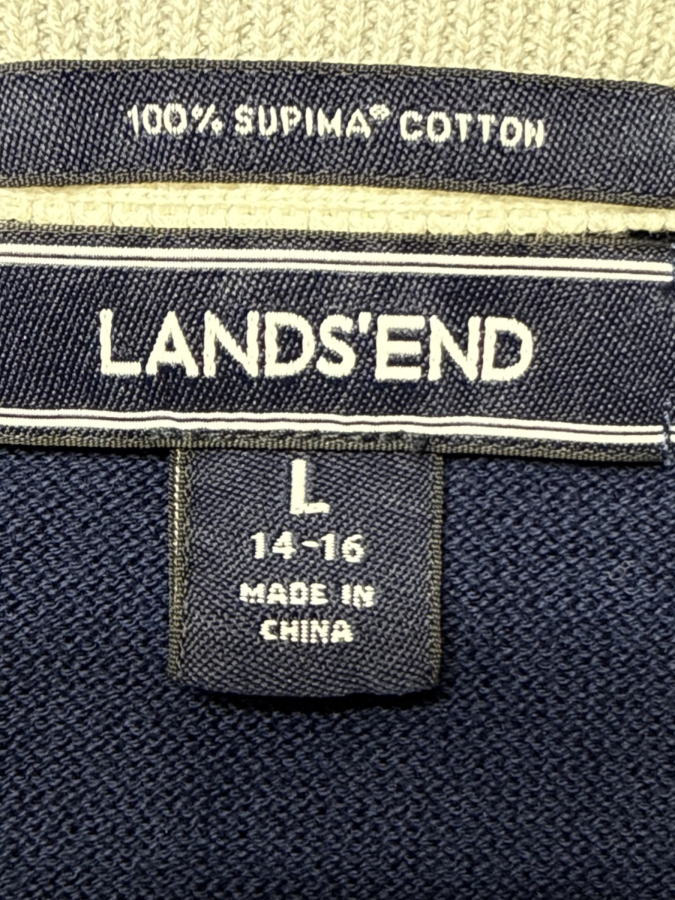 100% SUPIMA® COTTON
LANDS'END
L
14-16
MADE IN
CHINA